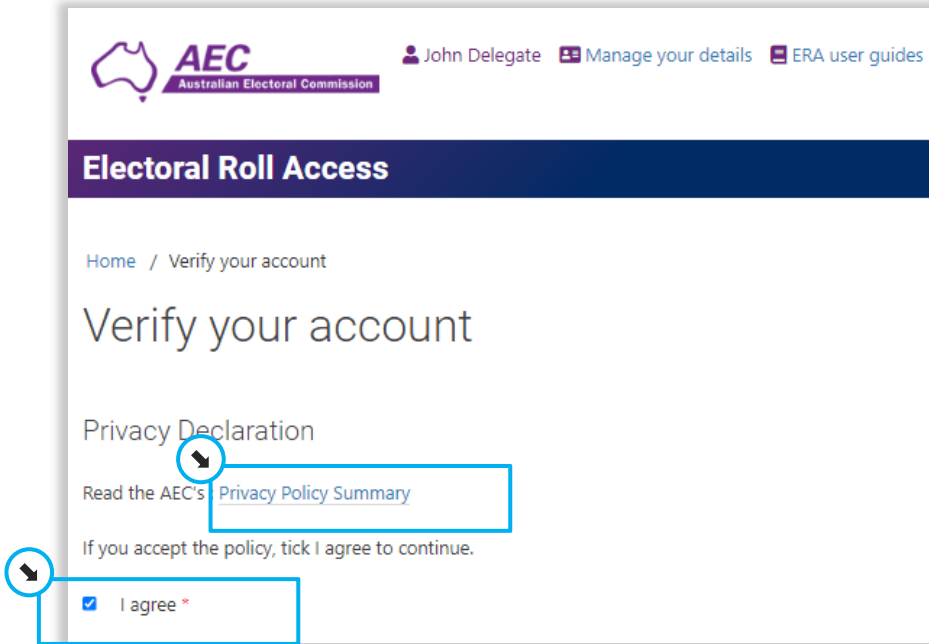 AEC
Australian Electoral Commission
John Delegate Manage your details ERA user guides
Electoral Roll Access
Home / Verify your account
Verify your account
Privacy Declaration
Read the AEC's Privacy Policy Summary
If you accept the policy, tick I agree to continue.
I agree *